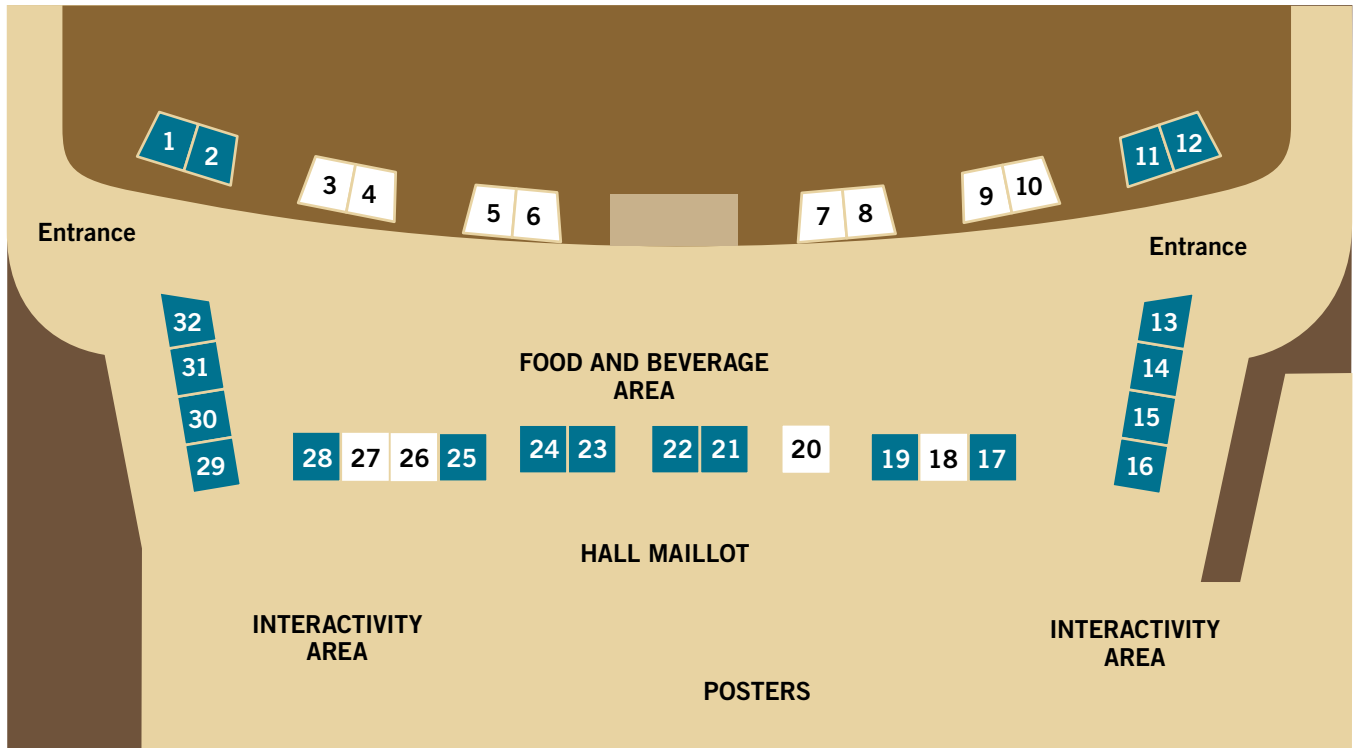 1 2
3 4
5 6
7 8
9 10
11 12
Entrance
Entrance
32
31
30
29
13
14
15
16
FOOD AND BEVERAGE
AREA
28 27 26 25
24 23
22 21
20
19 18 17
HALL MAILLOT
INTERACTIVITY
AREA
INTERACTIVITY
AREA
POSTERS